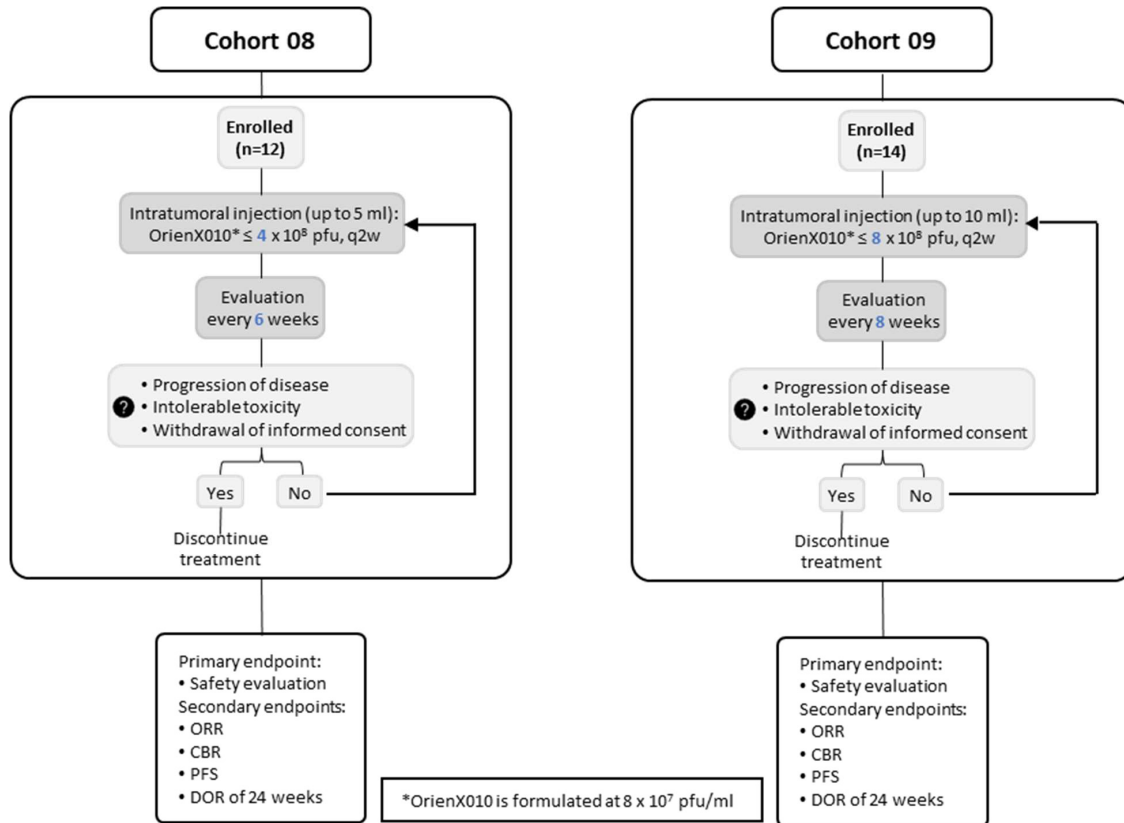 Cohort 08
Enrolled
(n=12)
Intratumoral injection (up to 5 ml):
OrienX010* ≤ 4 x 10⁸ pfu, q2w
Evaluation
every 6 weeks
?
• Progression of disease
• Intolerable toxicity
• Withdrawal of informed consent
Yes
No
Discontinue
treatment
Primary endpoint:
• Safety evaluation
Secondary endpoints:
• ORR
• CBR
• PFS
• DOR of 24 weeks
Cohort 09
Enrolled
(n=14)
Intratumoral injection (up to 10 ml):
OrienX010* ≤ 8 x 10⁸ pfu, q2w
Evaluation
every 8 weeks
?
• Progression of disease
• Intolerable toxicity
• Withdrawal of informed consent
Yes
No
Discontinue
treatment
Primary endpoint:
• Safety evaluation
Secondary endpoints:
• ORR
• CBR
• PFS
• DOR of 24 weeks
*OrienX010 is formulated at 8 x 10⁷ pfu/ml